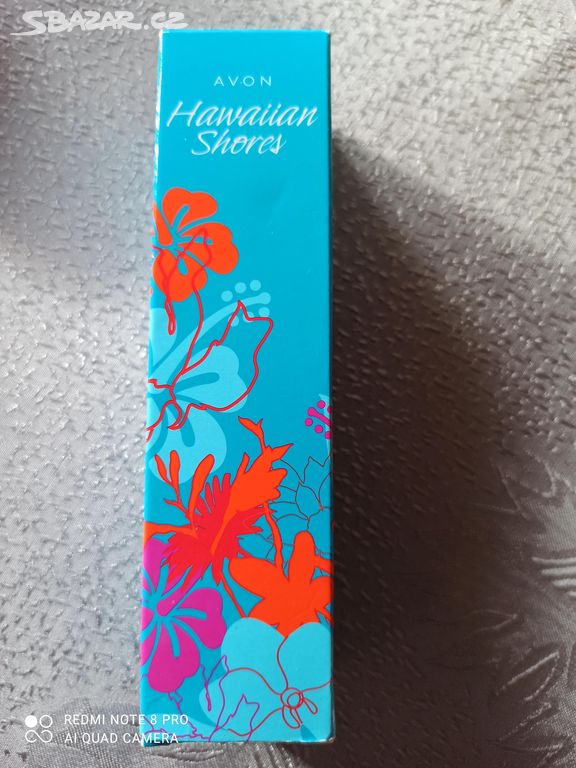 SBAZAR.CZ
AVON
Hawaiian
Shores
REDMI NOTE 8 PRO
AI QUAD CAMERA